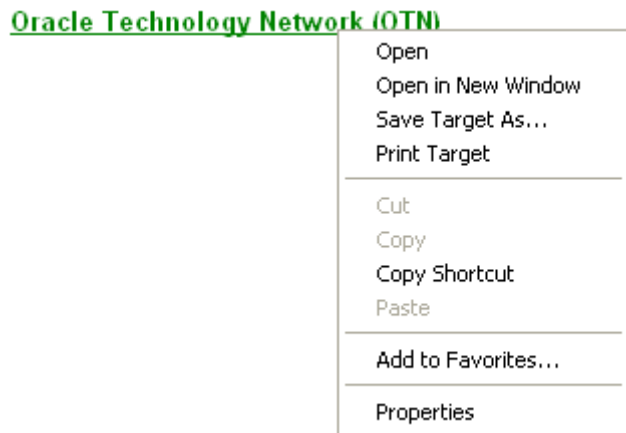 Oracle Technology Network (OTN)
Open
Open in New Window
Save Target As...
Print Target
Cut
Copy
Copy Shortcut
Paste
Add to Favorites...
Properties